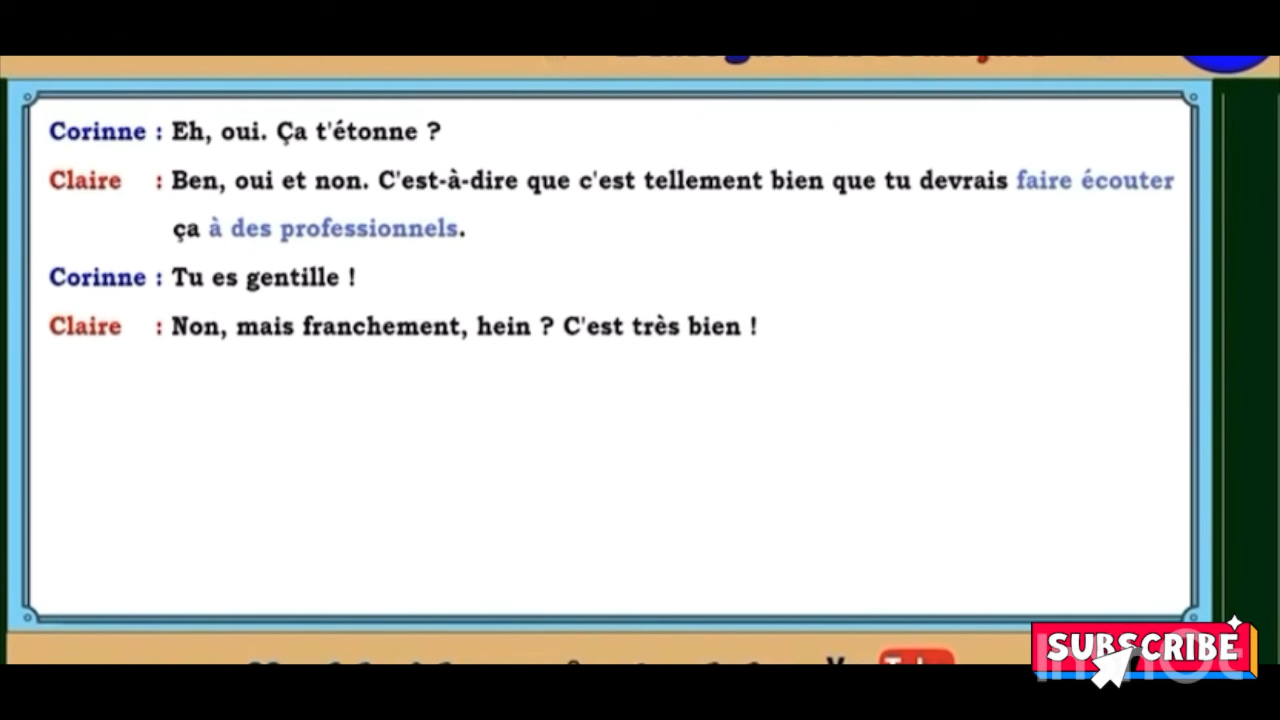 Corinne : Eh, oui. Ça t'étonne ?
Claire : Ben, oui et non. C'est-à-dire que c'est tellement bien que tu devrais faire écouter
ça à des professionnels.
Corinne : Tu es gentille !
Claire : Non, mais franchement, hein ? C'est très bien !
SUBSCRIBE